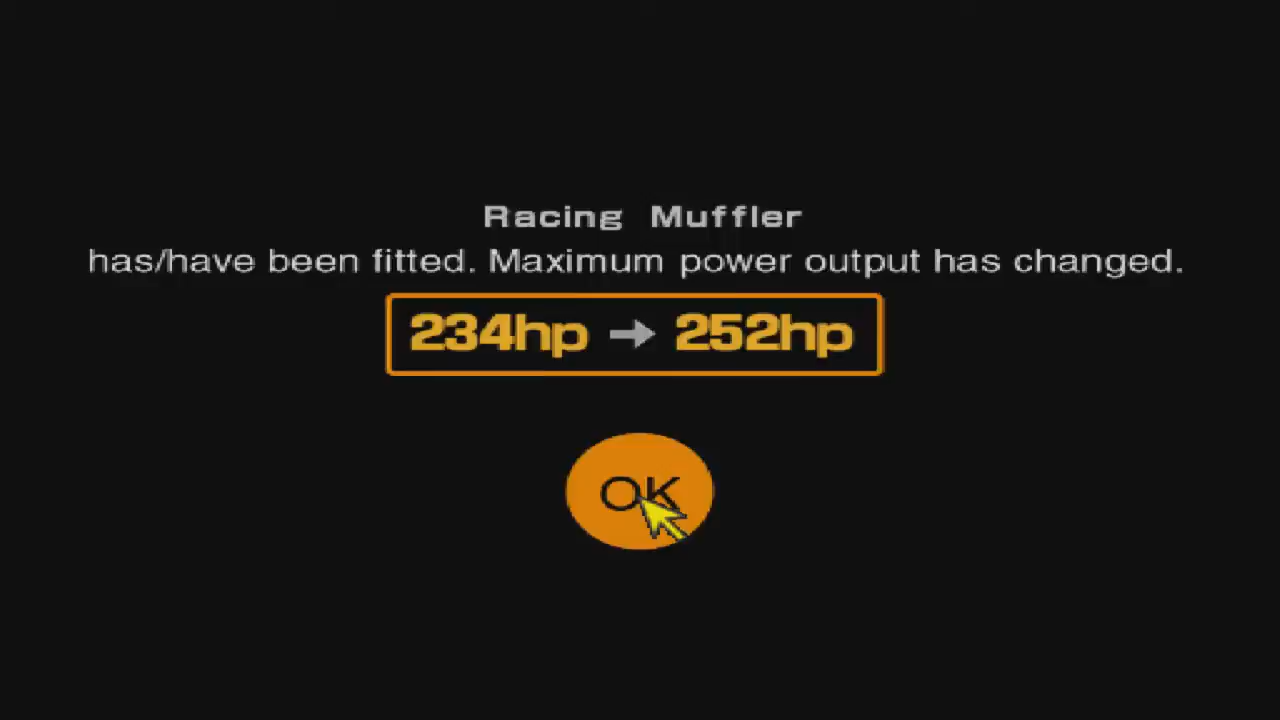 Racing Muffler
has/have been fitted. Maximum power output has changed.
234hp → 252hp
OK